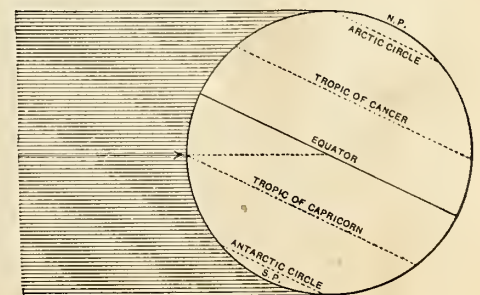 N.P.
ARCTIC CIRCLE
TROPIC OF CANCER
EQUATOR
TROPIC OF CAPRICORN
ANTARCTIC CIRCLE
S.P.